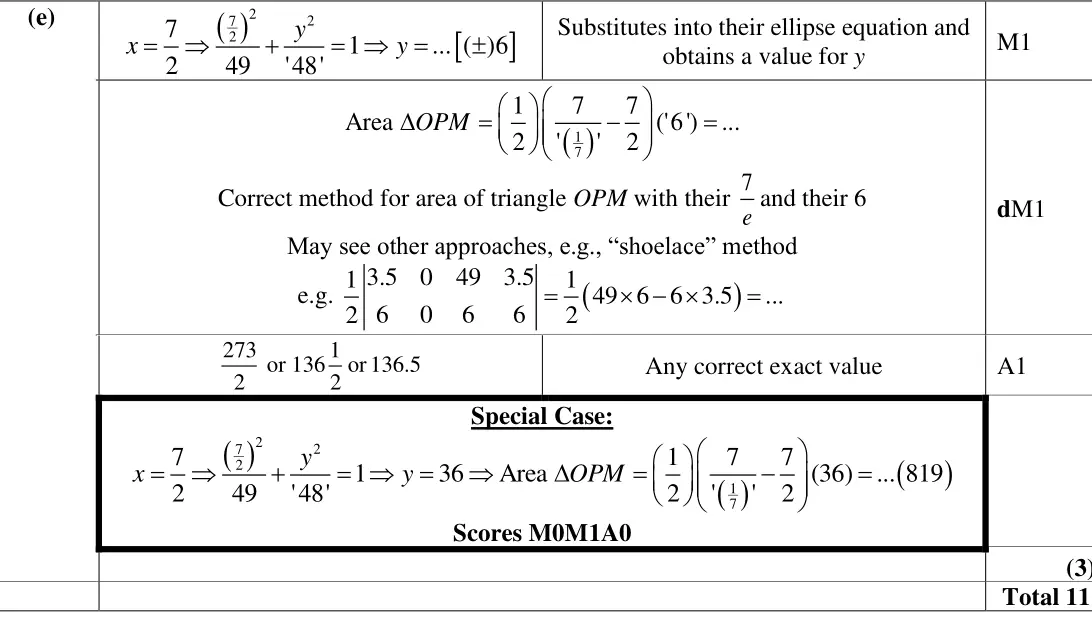 (e) x = 7/2 ⇒ (7/2)²/49 + y²/'48' = 1 ⇒ y = ...[(±)6]
Substitutes into their ellipse equation and
obtains a value for y
M1
Area ΔOPM = (1/2)(7/'(1/7)' − 7/2)('6') = ...
Correct method for area of triangle OPM with their 7/e and their 6
May see other approaches, e.g., “shoelace” method
e.g. 1/2 |3.5 0 49 3.5
6 0 6 6| = 1/2 (49×6−6×3.5) = ...
dM1
273/2 or 136 1/2 or 136.5
Any correct exact value
A1
Special Case:
x = 7/2 ⇒ (7/2)²/49 + y²/'48' = 1 ⇒ y = 36 ⇒ Area ΔOPM = (1/2)(7/'(1/7)' − 7/2)(36) = ...(819)
Scores M0M1A0
(3)
Total 11